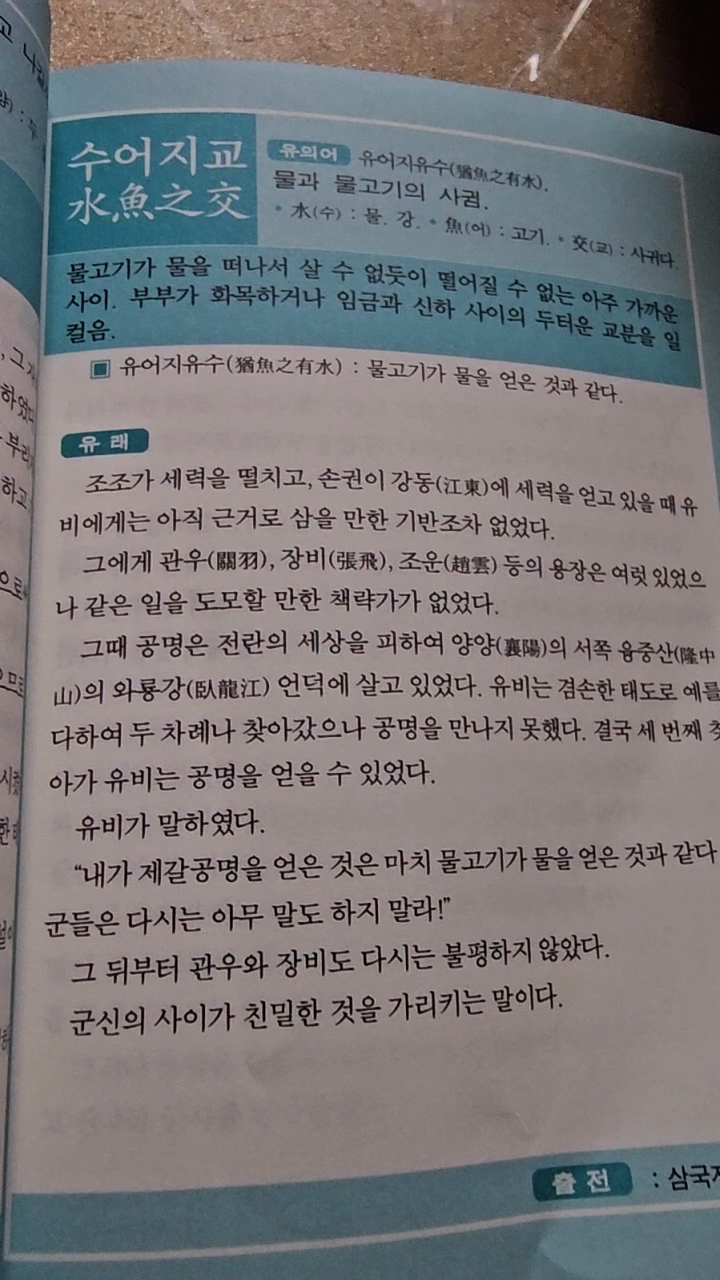 수어지교
水魚之交
유의어 유어지유수(猶魚之有水).
물과 물고기의 사귐.
• 水(수) : 물. 강. • 魚(어) : 고기. • 交(교) : 사귀다.
물고기가 물을 떠나서 살 수 없듯이 떨어질 수 없는 아주 가까운
사이. 부부가 화목하거나 임금과 신하 사이의 두터운 교분을 일
컬음.
▣ 유어지유수(猶魚之有水) : 물고기가 물을 얻은 것과 같다.
유 래
조조가 세력을 떨치고, 손권이 강동(江東)에 세력을 얻고 있을 때 유
비에게는 아직 근거로 삼을 만한 기반조차 없었다.
그에게 관우(關羽), 장비(張飛), 조운(趙雲) 등의 용장은 여럿 있었으
나 같은 일을 도모할 만한 책략가가 없었다.
그때 공명은 전란의 세상을 피하여 양양(襄陽)의 서쪽 융중산(隆中
山)의 와룡강(臥龍江) 언덕에 살고 있었다. 유비는 겸손한 태도로 예를
다하여 두 차례나 찾아갔으나 공명을 만나지 못했다. 결국 세 번째
아가 유비는 공명을 얻을 수 있었다.
유비가 말하였다.
“내가 제갈공명을 얻은 것은 마치 물고기가 물을 얻은 것과 같다
군들은 다시는 아무 말도 하지 말라!”
그 뒤부터 관우와 장비도 다시는 불평하지 않았다.
군신의 사이가 친밀한 것을 가리키는 말이다.
출 전 : 삼국